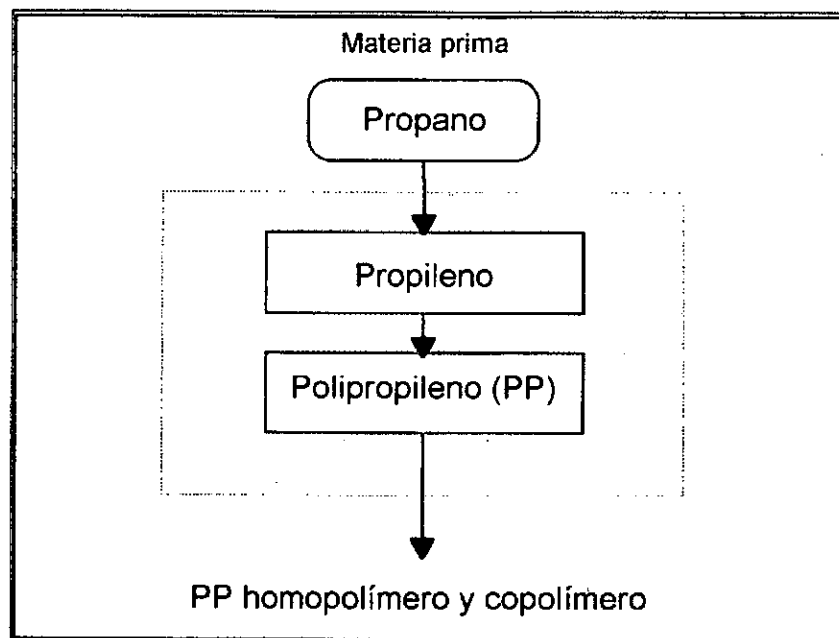 Materia prima
Propano
Propileno
Polipropileno (PP)
PP homopolímero y copolímero